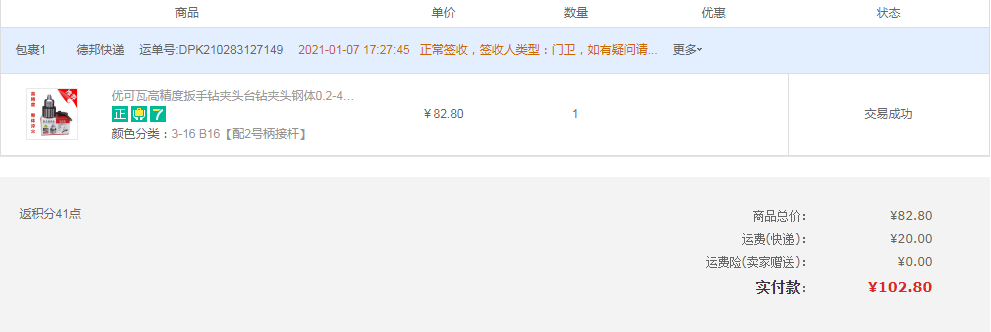 商品 单价 数量 优惠 状态
包裹1 德邦快递 运单号:DPK210283127149 2021-01-07 17:27:45 正常签收，签收人类型：门卫，如有疑问请... 更多
优可瓦高精度扳手钻夹头台钻夹头钢体0.2-4...
正 7
颜色分类：3-16 B16【配2号柄接杆】
￥82.80 1 交易成功
返积分41点
商品总价： ¥82.80
运费(快递)： ¥20.00
运费险(卖家赠送)： ¥0.00
实付款： ¥102.80